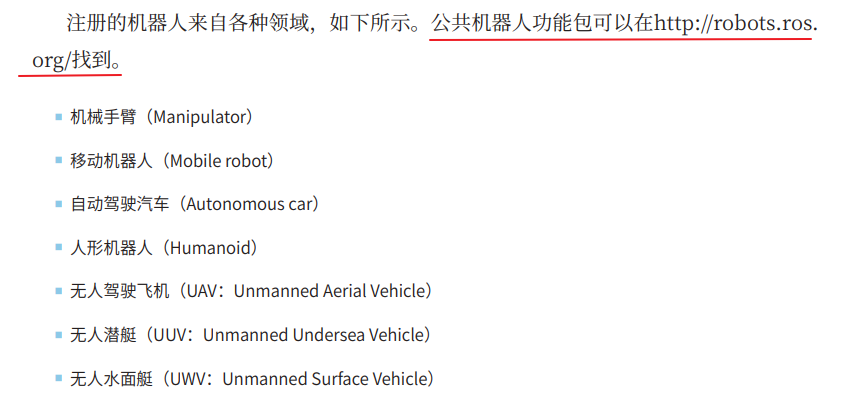 注册的机器人来自各种领域，如下所示。公共机器人功能包可以在http://robots.ros.
org/找到。
机械手臂（Manipulator）
移动机器人（Mobile robot）
自动驾驶汽车（Autonomous car）
人形机器人（Humanoid）
无人驾驶飞机（UAV：Unmanned Aerial Vehicle）
无人潜艇（UUV：Unmanned Undersea Vehicle）
无人水面艇（UWV：Unmanned Surface Vehicle）